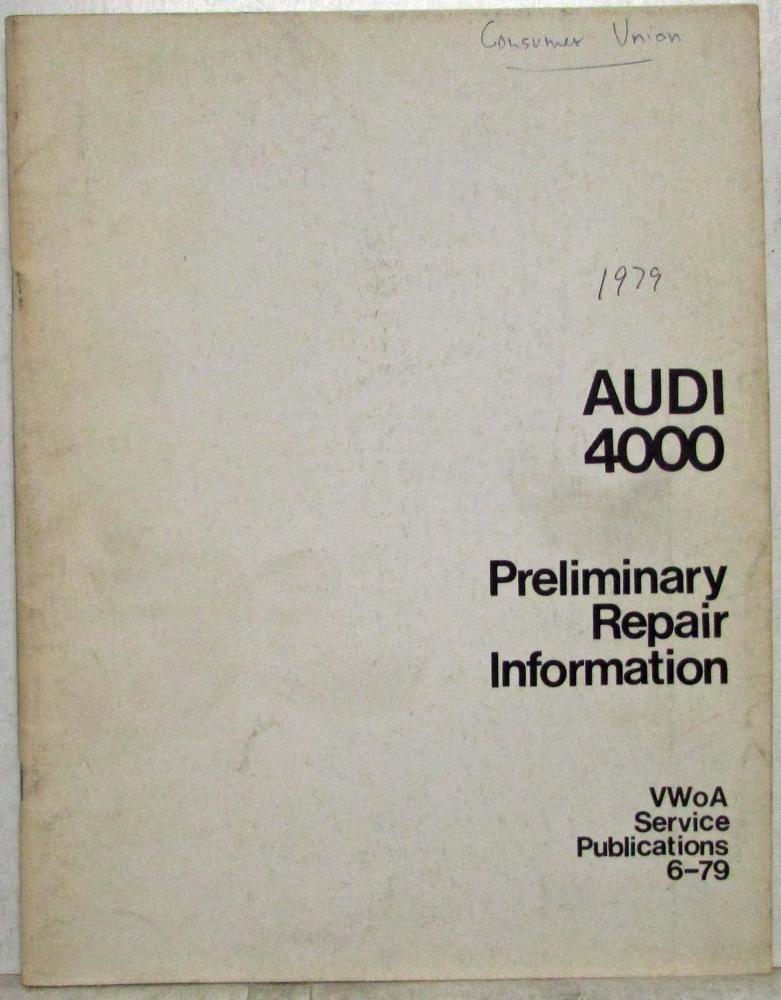 Consumer Union
1979
AUDI
4000
Preliminary
Repair
Information
VWoA
Service
Publications
6–79